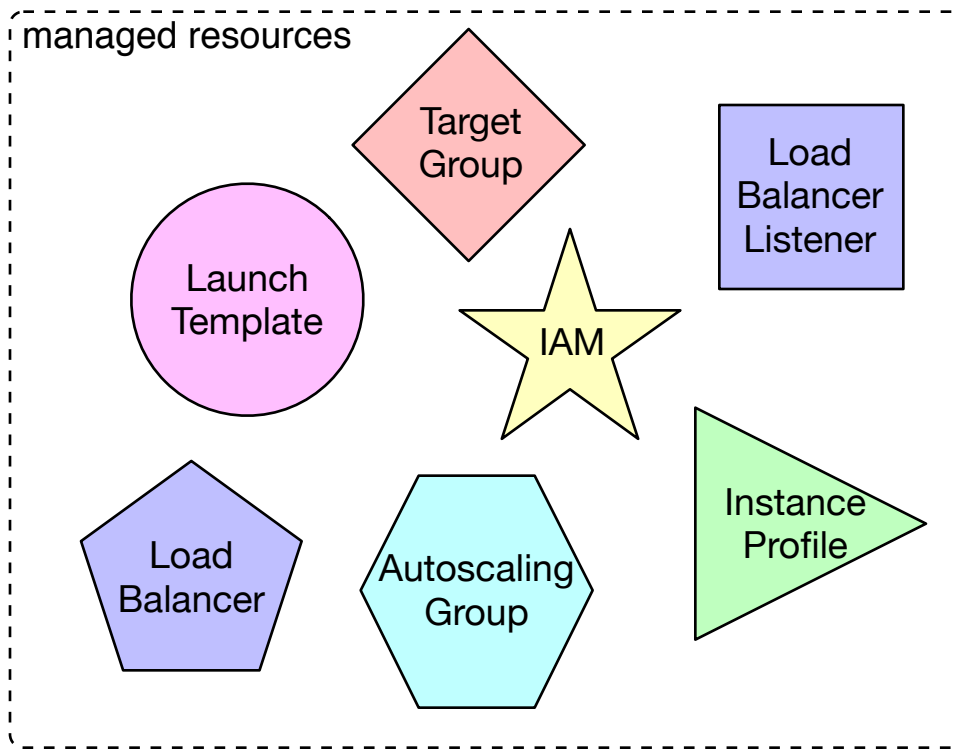 managed resources
Target
Group
Load
Balancer
Listener
Launch
Template
IAM
Instance
Profile
Load
Balancer
Autoscaling
Group